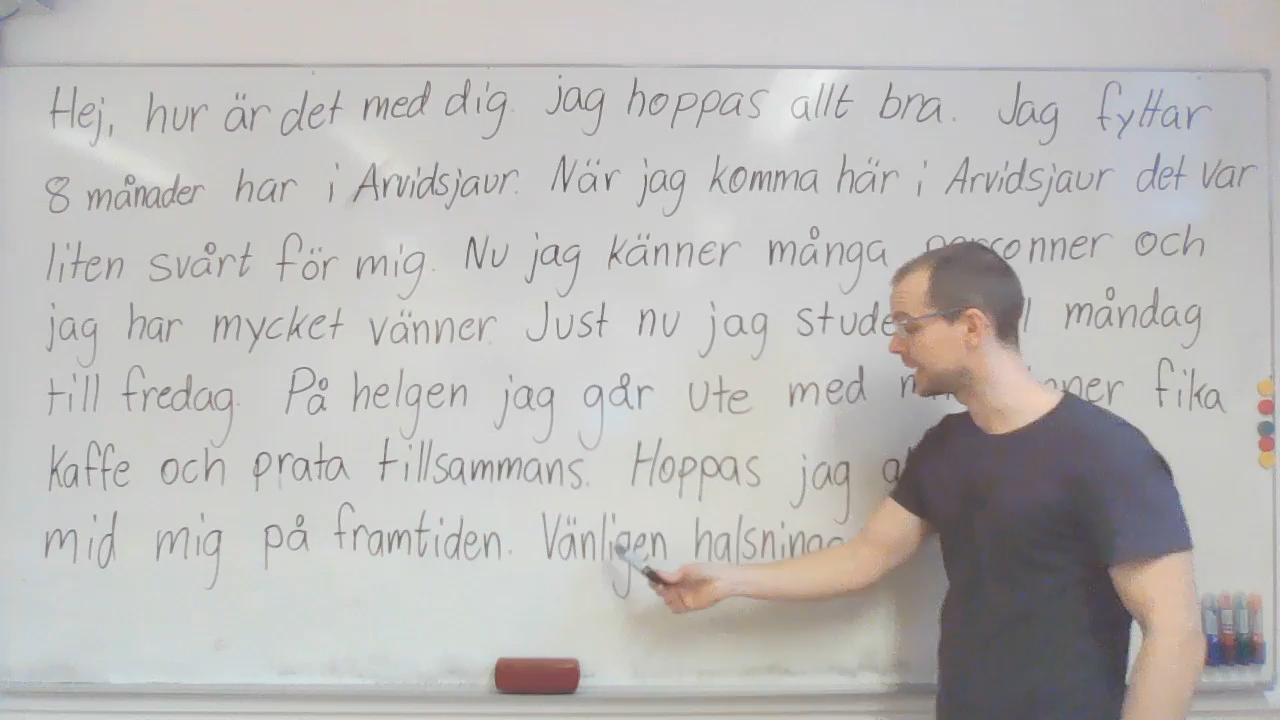 Hej, hur är det med dig. jag hoppas allt bra. Jag fyttar
8 månader har i Arvidsjaur. När jag komma här i Arvidsjaur det var
liten svårt för mig. Nu jag känner många personner och
jag har mycket vänner. Just nu jag måndag
till fredag. På helgen jag går ute med fika
kaffe och prata tillsammans. Hoppas jag
mid mig på framtiden. Vänligen